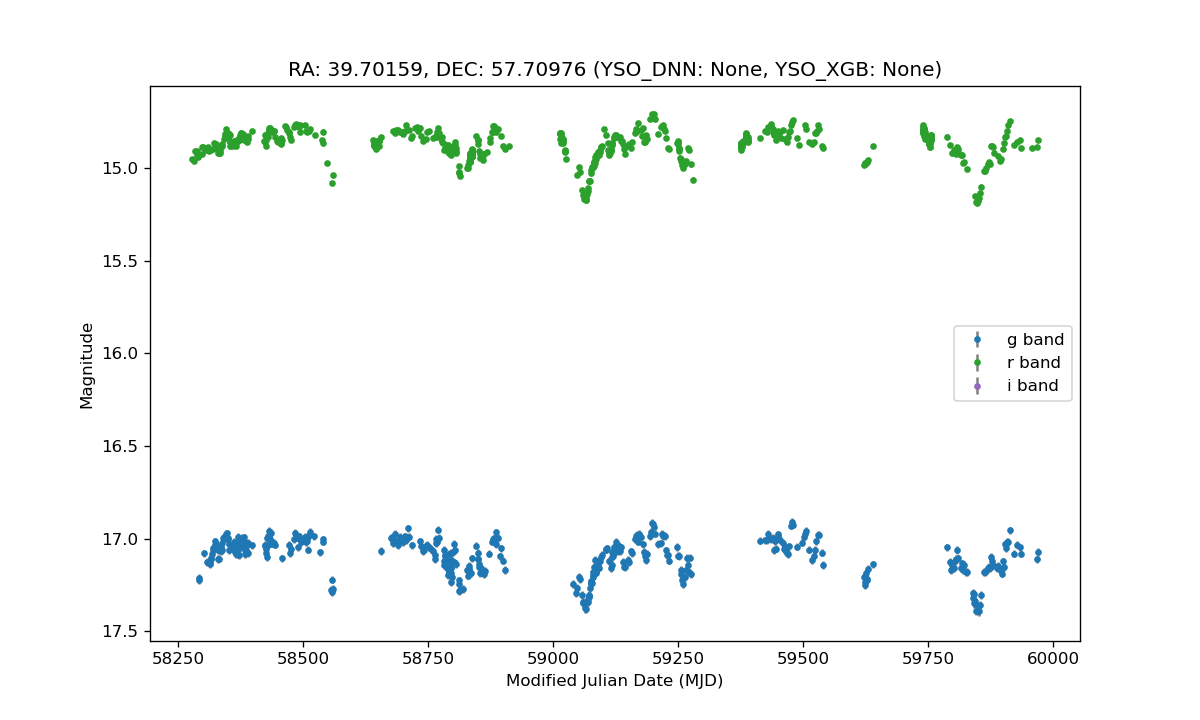 RA: 39.70159, DEC: 57.70976 (YSO_DNN: None, YSO_XGB: None)
Magnitude
15.0
15.5
16.0
16.5
17.0
17.5
g band
r band
i band
58250 58500 58750 59000 59250 59500 59750 60000
Modified Julian Date (MJD)